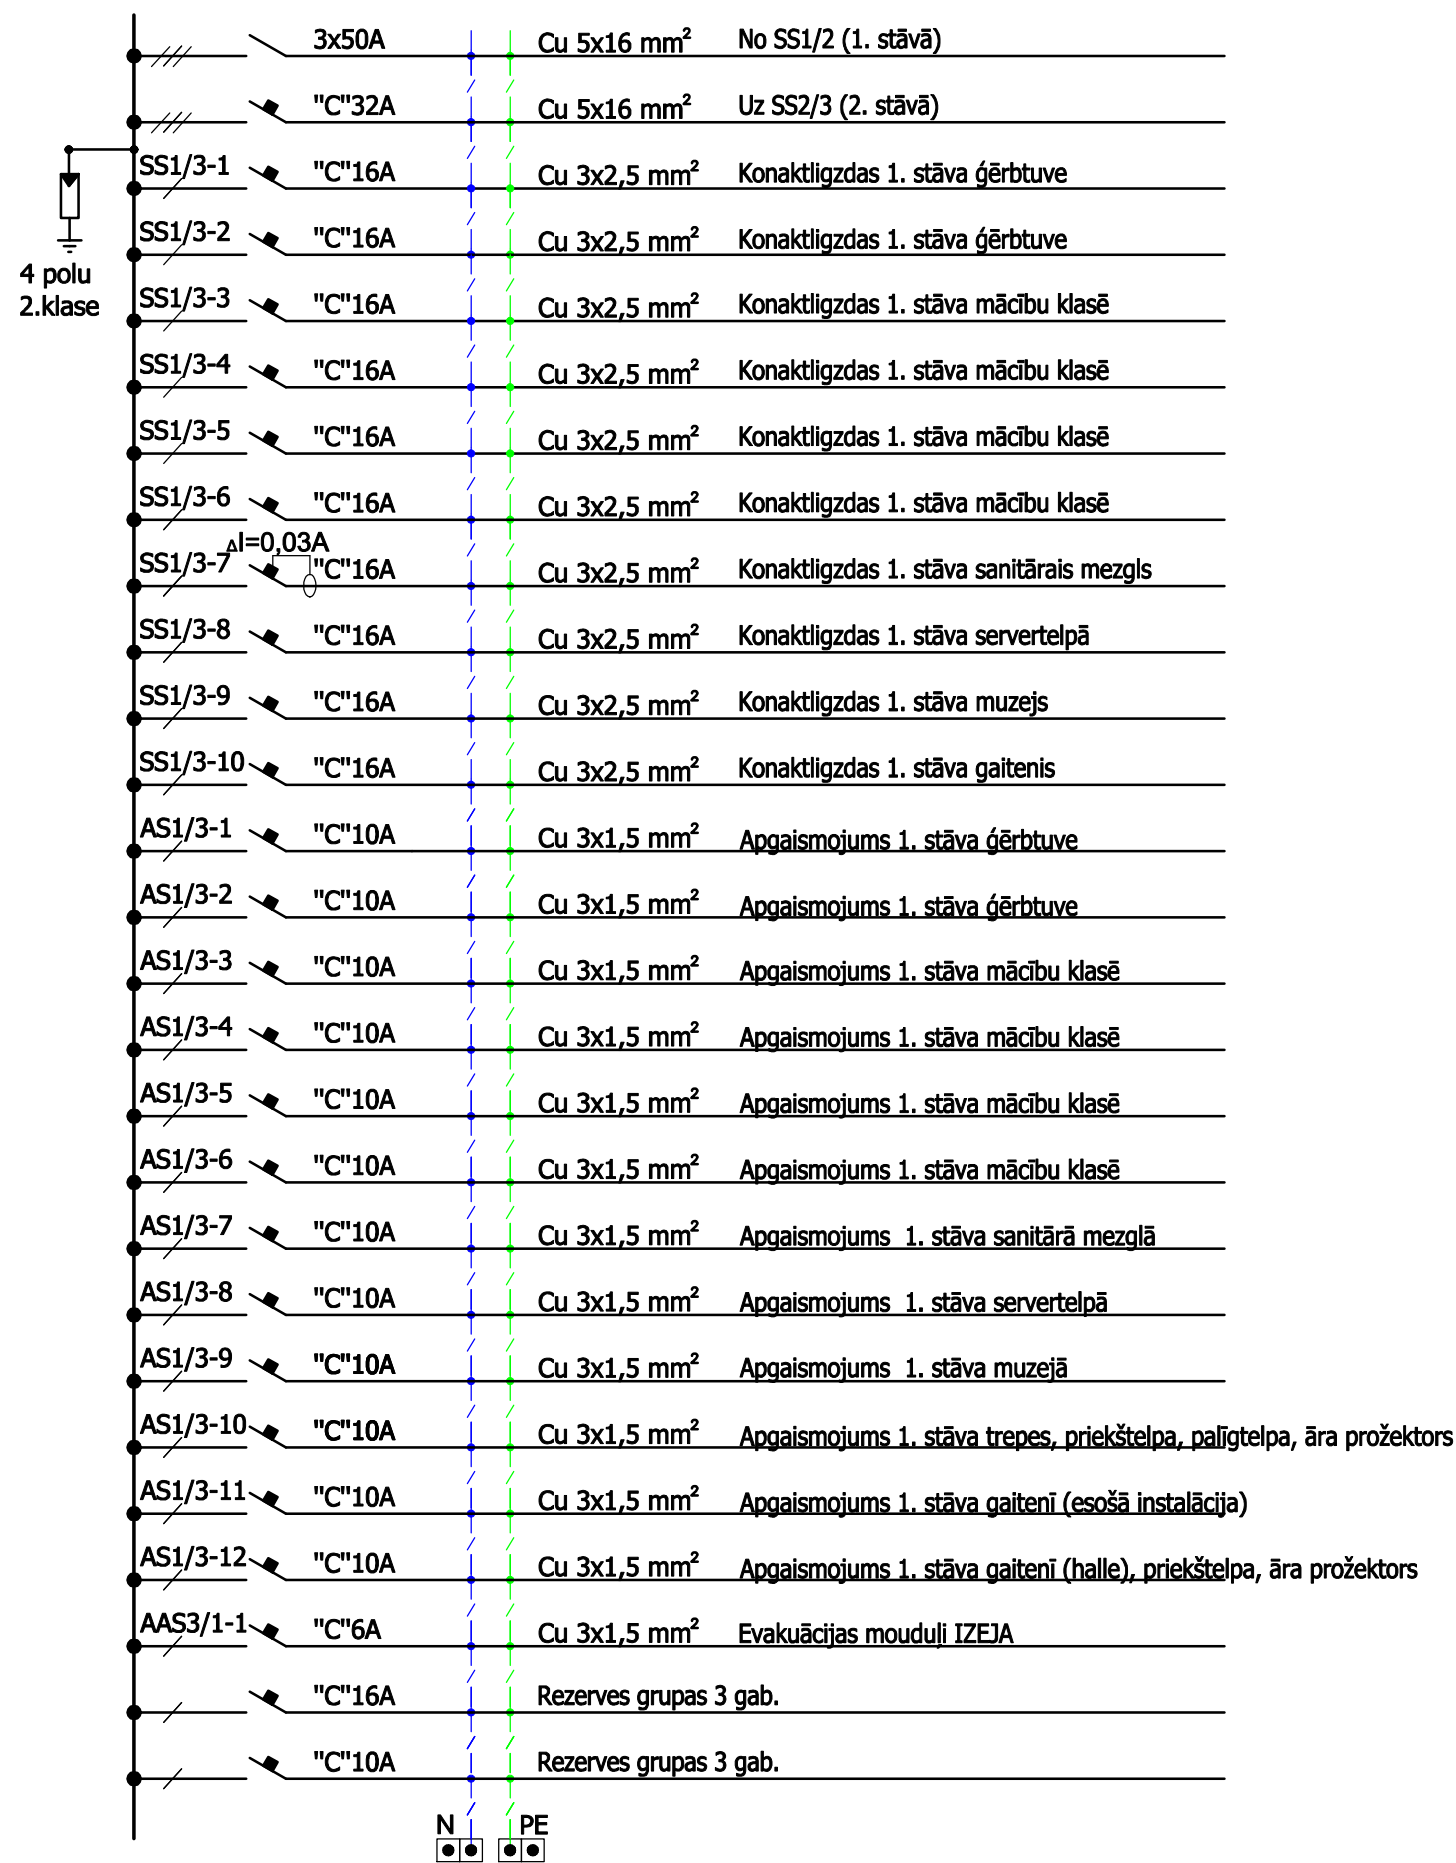 3x50A Cu 5x16 mm² No SS1/2 (1. stāvā)
"C"32A Cu 5x16 mm² Uz SS2/3 (2. stāvā)
SS1/3-1 "C"16A Cu 3x2,5 mm² Konaktligzdas 1. stāva ģērbtuve
SS1/3-2 "C"16A Cu 3x2,5 mm² Konaktligzdas 1. stāva ģērbtuve
4 polu
2.klase
SS1/3-3 "C"16A Cu 3x2,5 mm² Konaktligzdas 1. stāva mācību klasē
SS1/3-4 "C"16A Cu 3x2,5 mm² Konaktligzdas 1. stāva mācību klasē
SS1/3-5 "C"16A Cu 3x2,5 mm² Konaktligzdas 1. stāva mācību klasē
SS1/3-6 "C"16A Cu 3x2,5 mm² Konaktligzdas 1. stāva mācību klasē
ΔI=0,03A
SS1/3-7 "C"16A Cu 3x2,5 mm² Konaktligzdas 1. stāva sanitārais mezgls
SS1/3-8 "C"16A Cu 3x2,5 mm² Konaktligzdas 1. stāva servertelpā
SS1/3-9 "C"16A Cu 3x2,5 mm² Konaktligzdas 1. stāva muzejs
SS1/3-10 "C"16A Cu 3x2,5 mm² Konaktligzdas 1. stāva gaitenis
AS1/3-1 "C"10A Cu 3x1,5 mm² Apgaismojums 1. stāva ģērbtuve
AS1/3-2 "C"10A Cu 3x1,5 mm² Apgaismojums 1. stāva ģērbtuve
AS1/3-3 "C"10A Cu 3x1,5 mm² Apgaismojums 1. stāva mācību klasē
AS1/3-4 "C"10A Cu 3x1,5 mm² Apgaismojums 1. stāva mācību klasē
AS1/3-5 "C"10A Cu 3x1,5 mm² Apgaismojums 1. stāva mācību klasē
AS1/3-6 "C"10A Cu 3x1,5 mm² Apgaismojums 1. stāva mācību klasē
AS1/3-7 "C"10A Cu 3x1,5 mm² Apgaismojums 1. stāva sanitārā mezglā
AS1/3-8 "C"10A Cu 3x1,5 mm² Apgaismojums 1. stāva servertelpā
AS1/3-9 "C"10A Cu 3x1,5 mm² Apgaismojums 1. stāva muzejā
AS1/3-10 "C"10A Cu 3x1,5 mm² Apgaismojums 1. stāva trepes, priekštelpa, palīgtelpa, āra prožektors
AS1/3-11 "C"10A Cu 3x1,5 mm² Apgaismojums 1. stāva gaitenī (esošā instalācija)
AS1/3-12 "C"10A Cu 3x1,5 mm² Apgaismojums 1. stāva gaitenī (halle), priekštelpa, āra prožektors
AAS3/1-1 "C"6A Cu 3x1,5 mm² Evakuācijas mouduļi IZEJA
"C"16A Rezerves grupas 3 gab.
"C"10A Rezerves grupas 3 gab.
N PE